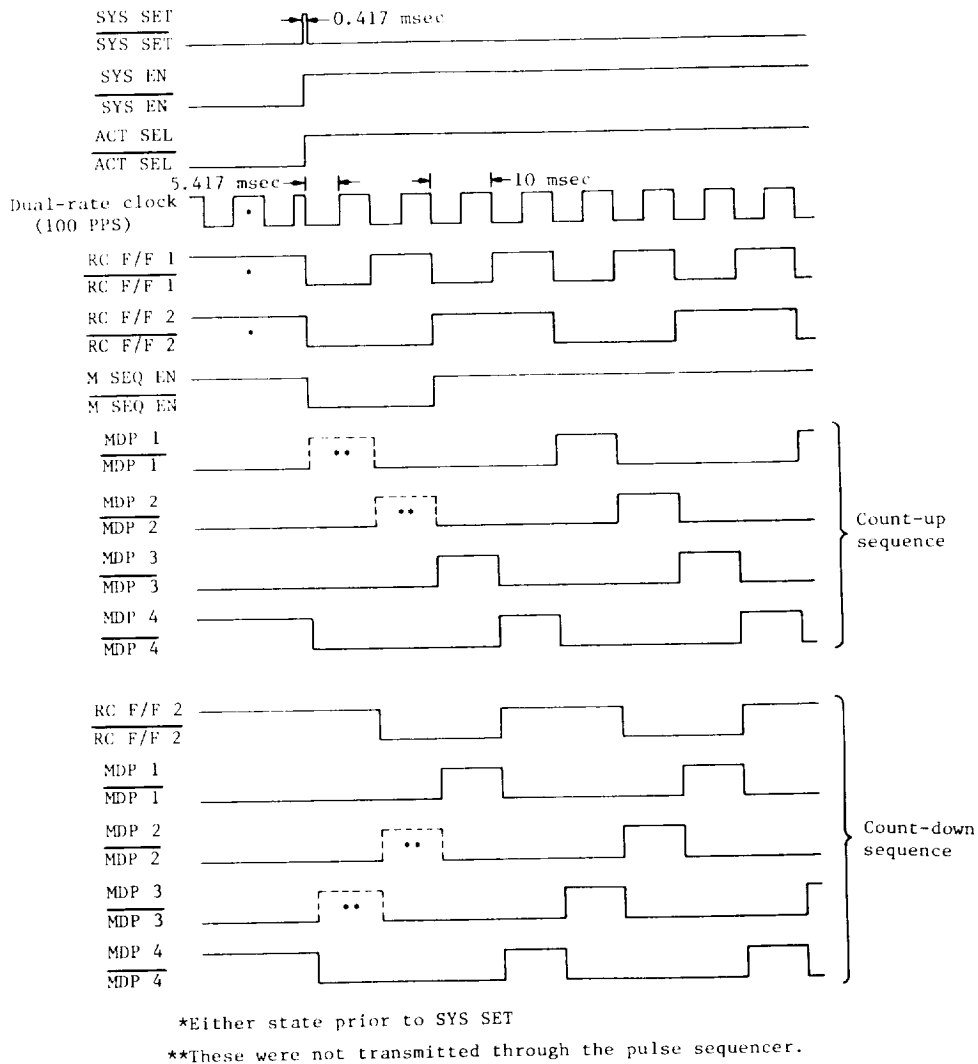 SYS SET
SYS SET
0.417 msec
SYS EN
SYS EN
ACT SEL
ACT SEL
5.417 msec
10 msec
Dual-rate clock
(100 PPS)
*
RC F/F 1
RC F/F 1
*
RC F/F 2
RC F/F 2
*
M SEQ EN
M SEQ EN
MDP 1
MDP 1
**
MDP 2
MDP 2
**
MDP 3
MDP 3
MDP 4
MDP 4
Count-up
sequence
RC F/F 2
RC F/F 2
MDP 1
MDP 1
MDP 2
MDP 2
**
MDP 3
MDP 3
**
MDP 4
MDP 4
Count-down
sequence
*Either state prior to SYS SET
**These were not transmitted through the pulse sequencer.